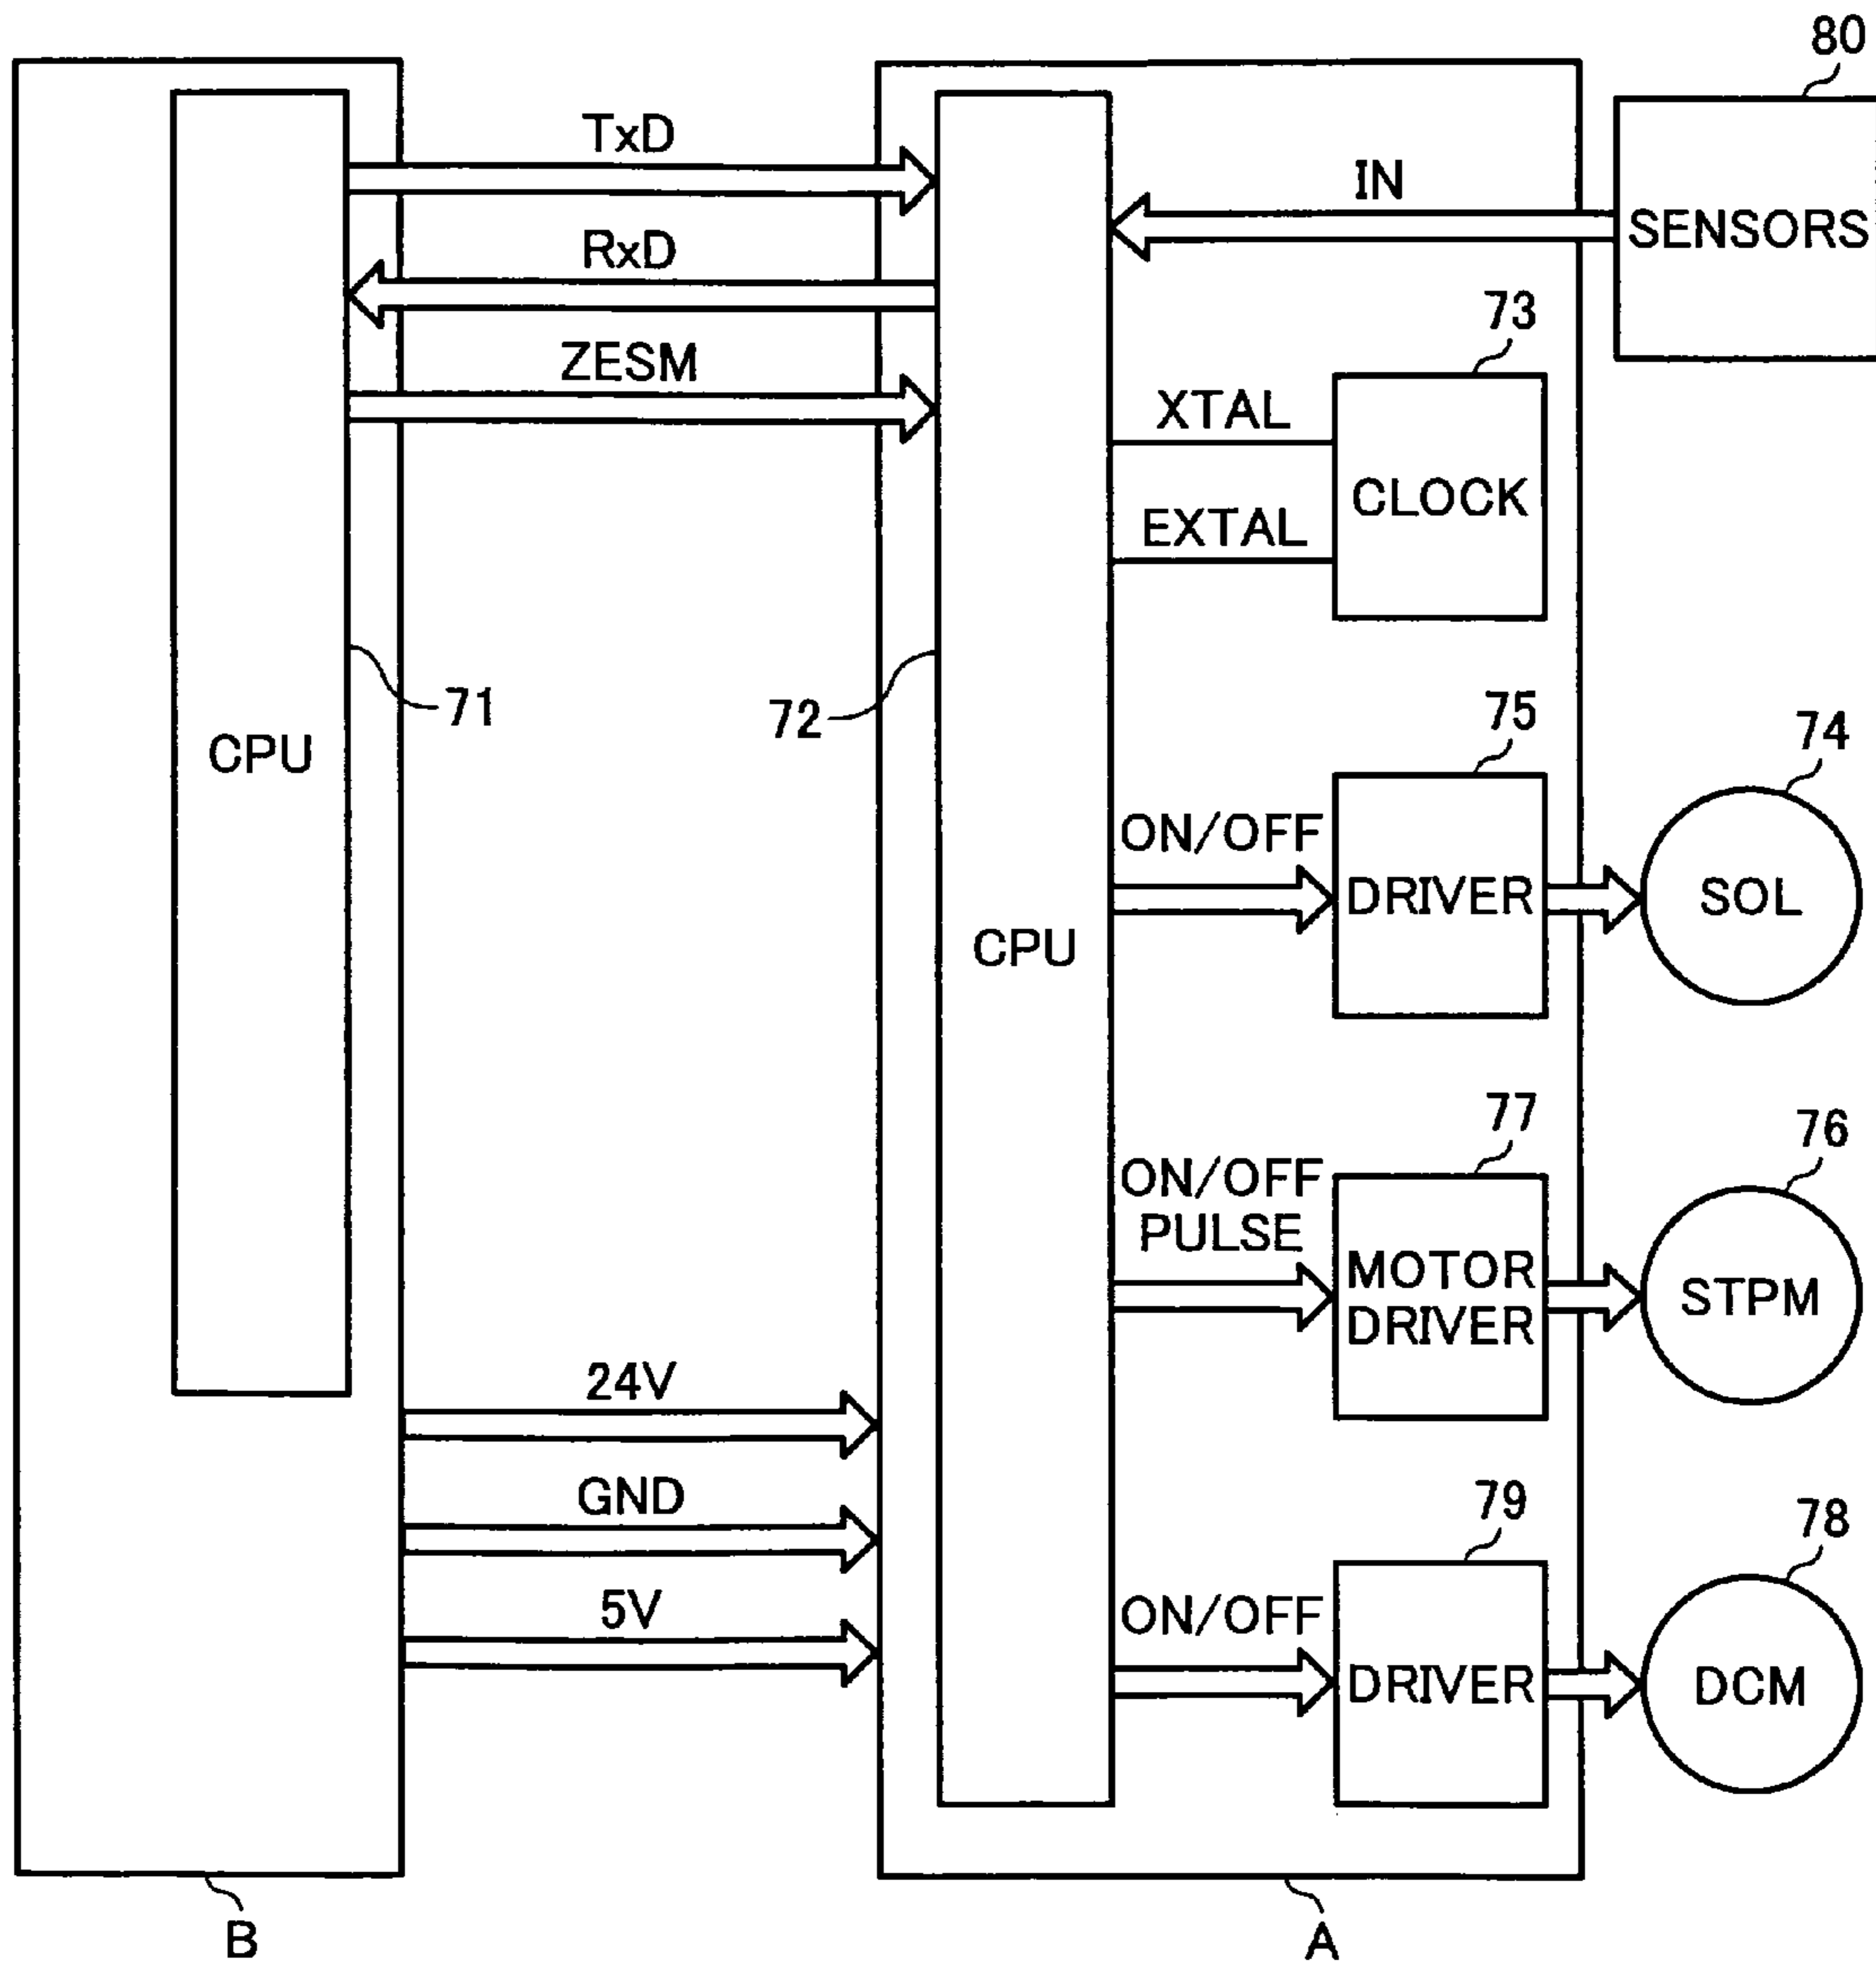 80
TxD
IN
SENSORS
RxD
73
ZESM
XTAL
CLOCK
EXTAL
71
72
75
74
CPU
ON/OFF
DRIVER
SOL
CPU
77
76
ON/OFF
PULSE
MOTOR
DRIVER
STPM
24V
GND
79
78
5V
ON/OFF
DRIVER
DCM
B
A